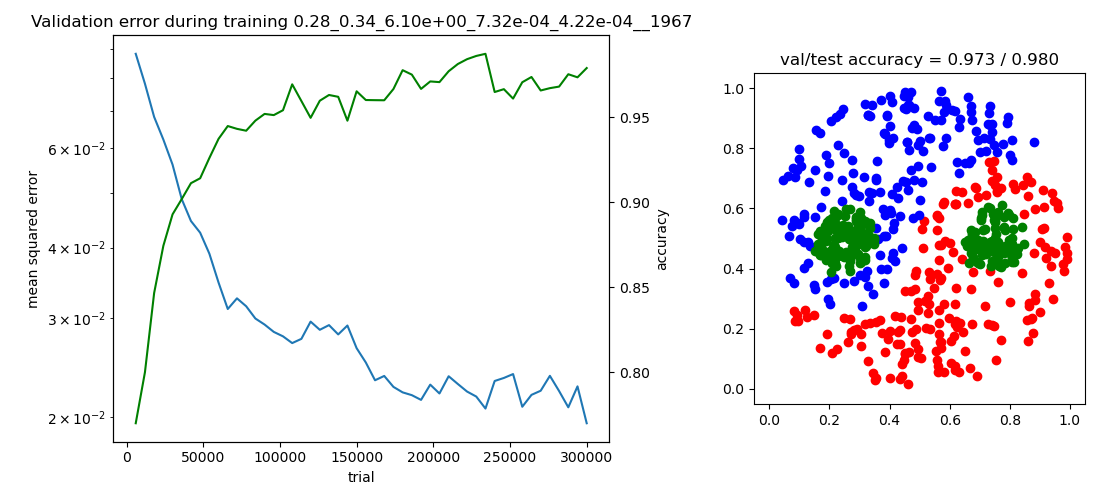 Validation error during training 0.28_0.34_6.10e+00_7.32e-04_4.22e-04__1967
mean squared error
6 × 10⁻²
4 × 10⁻²
3 × 10⁻²
2 × 10⁻²
0 50000 100000 150000 200000 250000 300000
trial
0.95
0.90
0.85
0.80
accuracy
val/test accuracy = 0.973 / 0.980
1.0
0.8
0.6
0.4
0.2
0.0
0.0 0.2 0.4 0.6 0.8 1.0